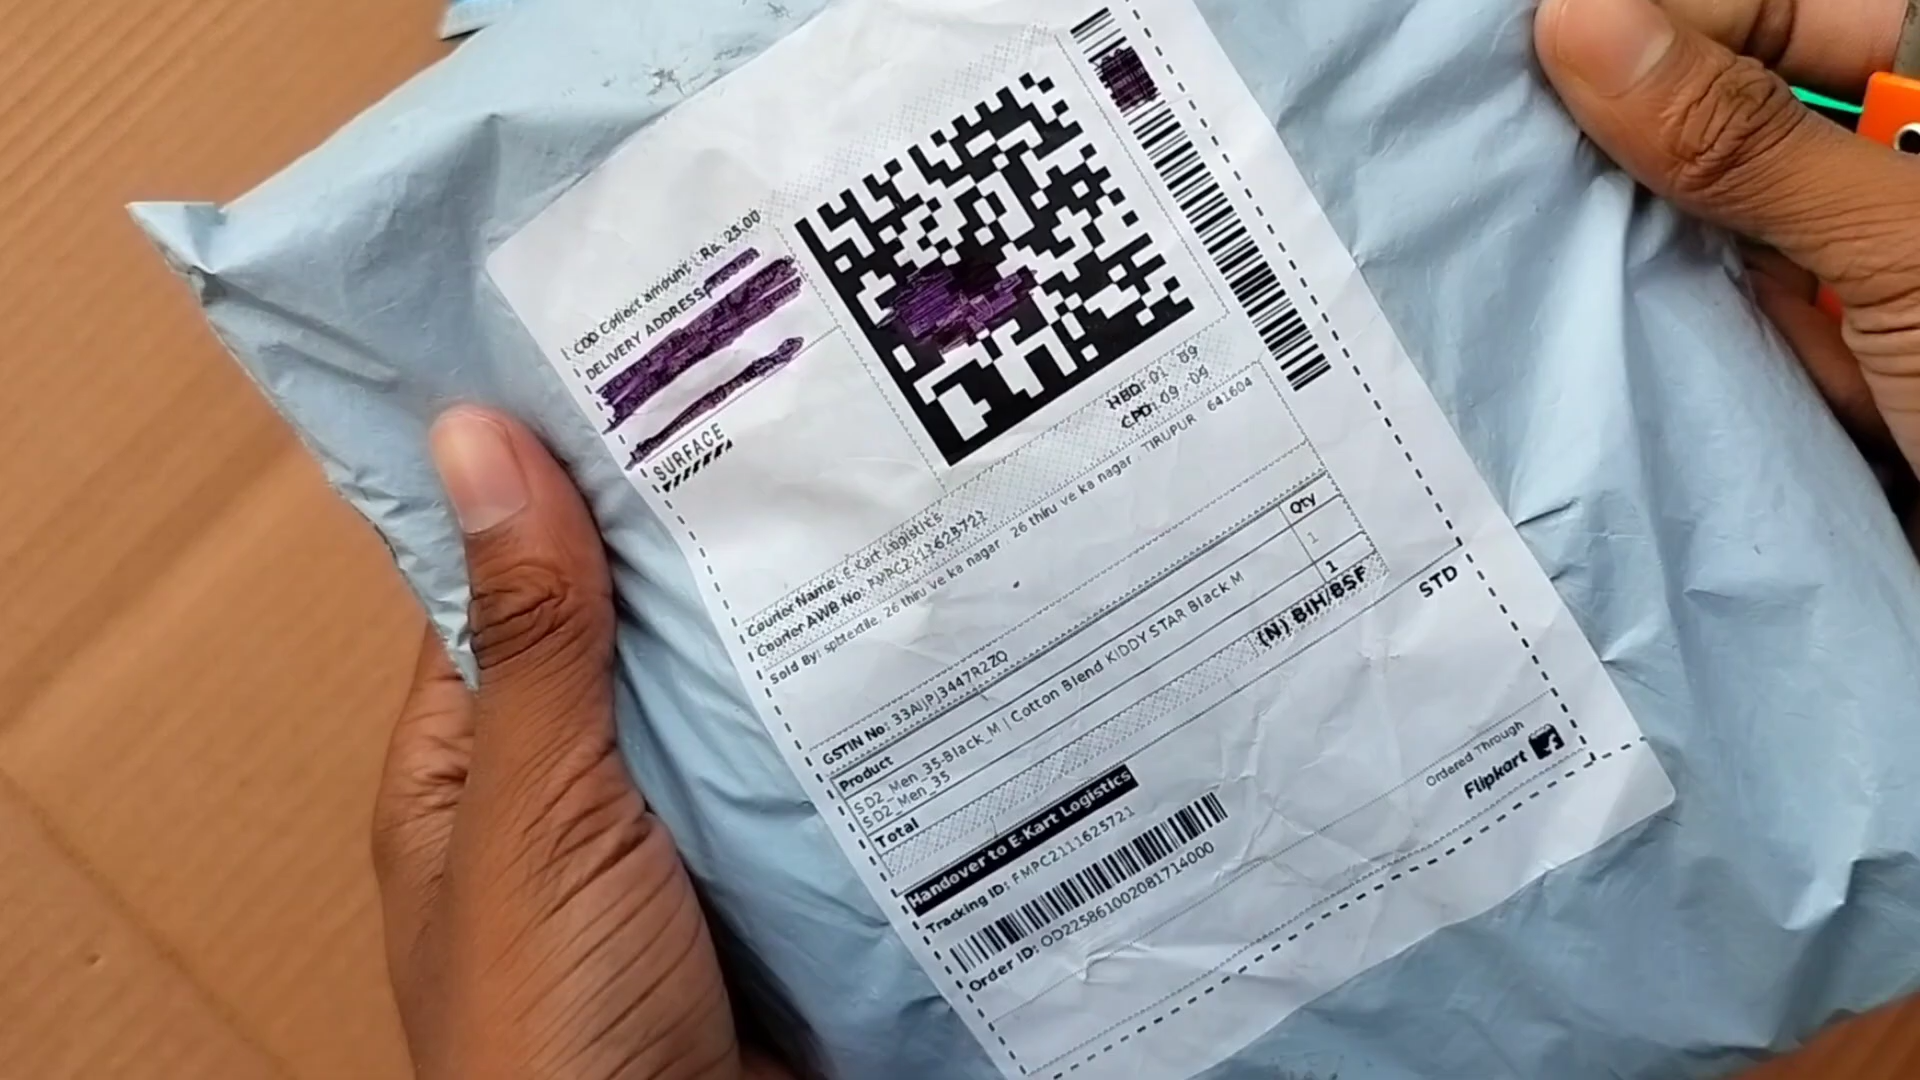 COD Collect amount : Rs. 25.00
DELIVERY ADDRESS:
SURFACE
HBD: 01 - 09
CPD: 09 - 09
Courier Name: E-Kart Logistics
Courier AWB No: FMPC2111625721
Sold By: spbtextile, 26 thiru ve ka nagar , 26 thiru ve ka nagar , TIRUPUR - 641604
GSTIN No: 33AIJPJ3447R2ZQ
Product Qty
SD2_Men_35-Black_M | Cotton Blend KIDDY STAR Black M 1
SD2_Men_35
Total 1
(N) BIH/BSF
Handover to E-Kart Logistics
STD
Tracking ID: FMPC2111625721
Order ID: OD225861002081714000
Ordered Through
Flipkart